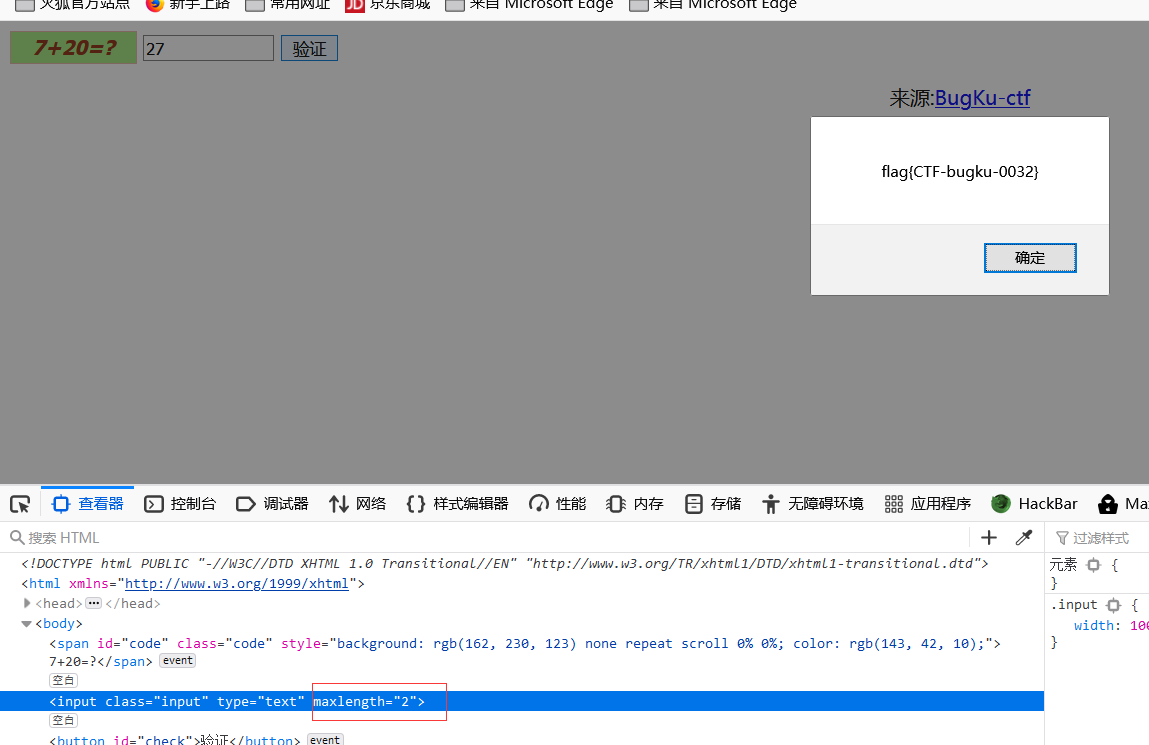 火狐官方站点 新手上路 常用网址 JD 京东商城 来自 Microsoft Edge 来自 Microsoft Edge
7+20=? 27 验证
来源:BugKu-ctf
flag{CTF-bugku-0032}
确定
查看器 控制台 调试器 网络 样式编辑器 性能 内存 存储 无障碍环境 应用程序 HackBar Ma
搜索 HTML 过滤样式
<!DOCTYPE html PUBLIC "-//W3C//DTD XHTML 1.0 Transitional//EN" "http://www.w3.org/TR/xhtml1/DTD/xhtml1-transitional.dtd">
<html xmlns="http://www.w3.org/1999/xhtml">
<head>…</head>
<body>
<span id="code" class="code" style="background: rgb(162, 230, 123) none repeat scroll 0% 0%; color: rgb(143, 42, 10);">
7+20=?</span> event
空白
<input class="input" type="text" maxlength="2">
空白
<button id="check">验证</button> event
元素 {
}
.input {
width: 100
}